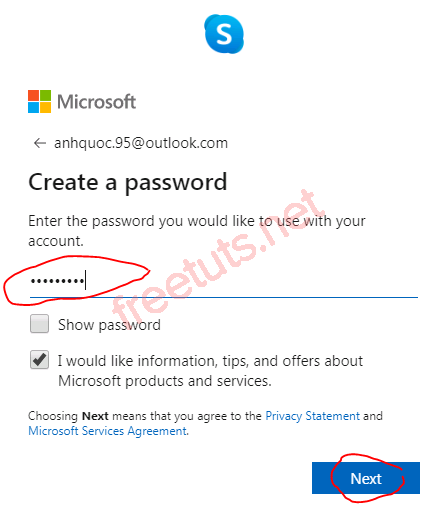 S
Microsoft
← anhquoc.95@outlook.com
Create a password
Enter the password you would like to use with your
account.
•••••••••
Show password
I would like information, tips, and offers about
Microsoft products and services.
Choosing Next means that you agree to the Privacy Statement and
Microsoft Services Agreement.
Next
freetuts.net